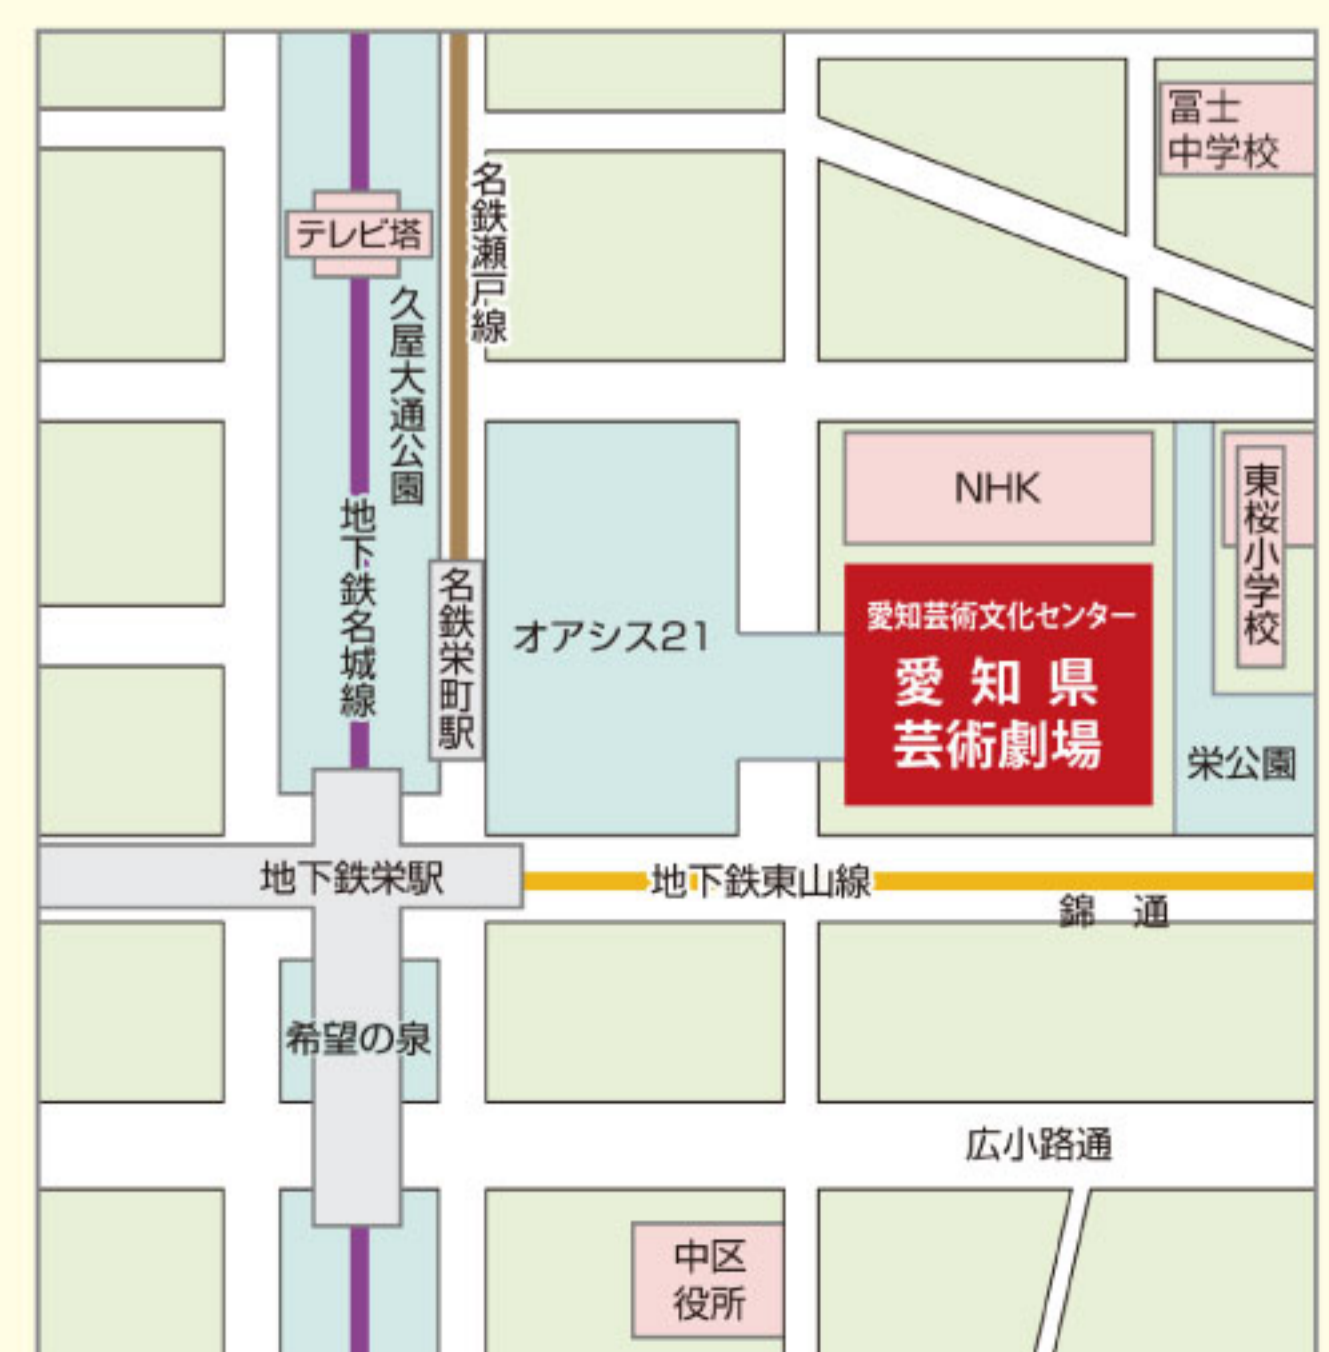 冨士
中学校
テレビ塔
名鉄瀬戸線
久屋大通公園
地下鉄名城線
名鉄栄町駅
オアシス21
NHK
愛知芸術文化センター
愛知県
芸術劇場
東桜小学校
栄公園
地下鉄栄駅
地下鉄東山線
錦 通
希望の泉
広小路通
中区
役所